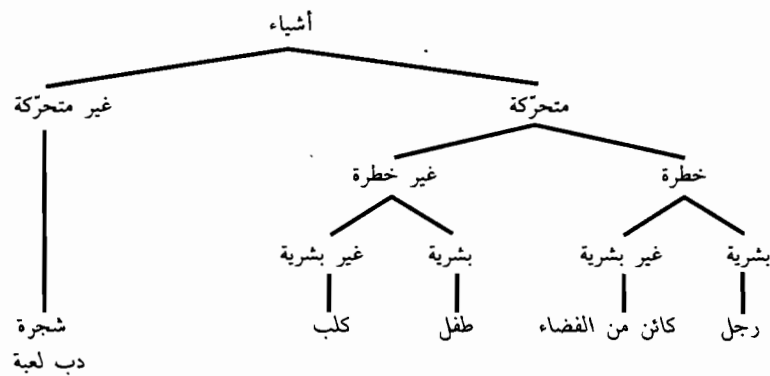 أشياء
متحرّكة غير متحرّكة
خطرة غير خطرة
بشرية غير بشرية بشرية غير بشرية
رجل كائن من الفضاء طفل كلب شجرة
دب لعبة